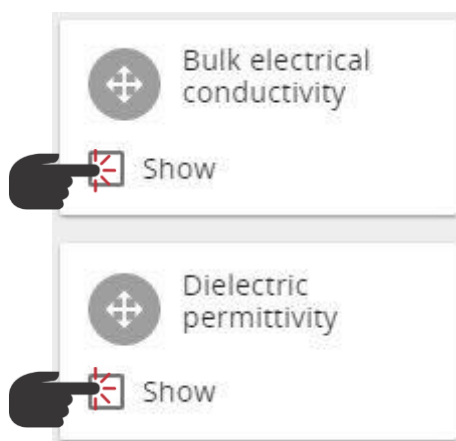 Bulk electrical
conductivity
Show
Dielectric
permittivity
Show